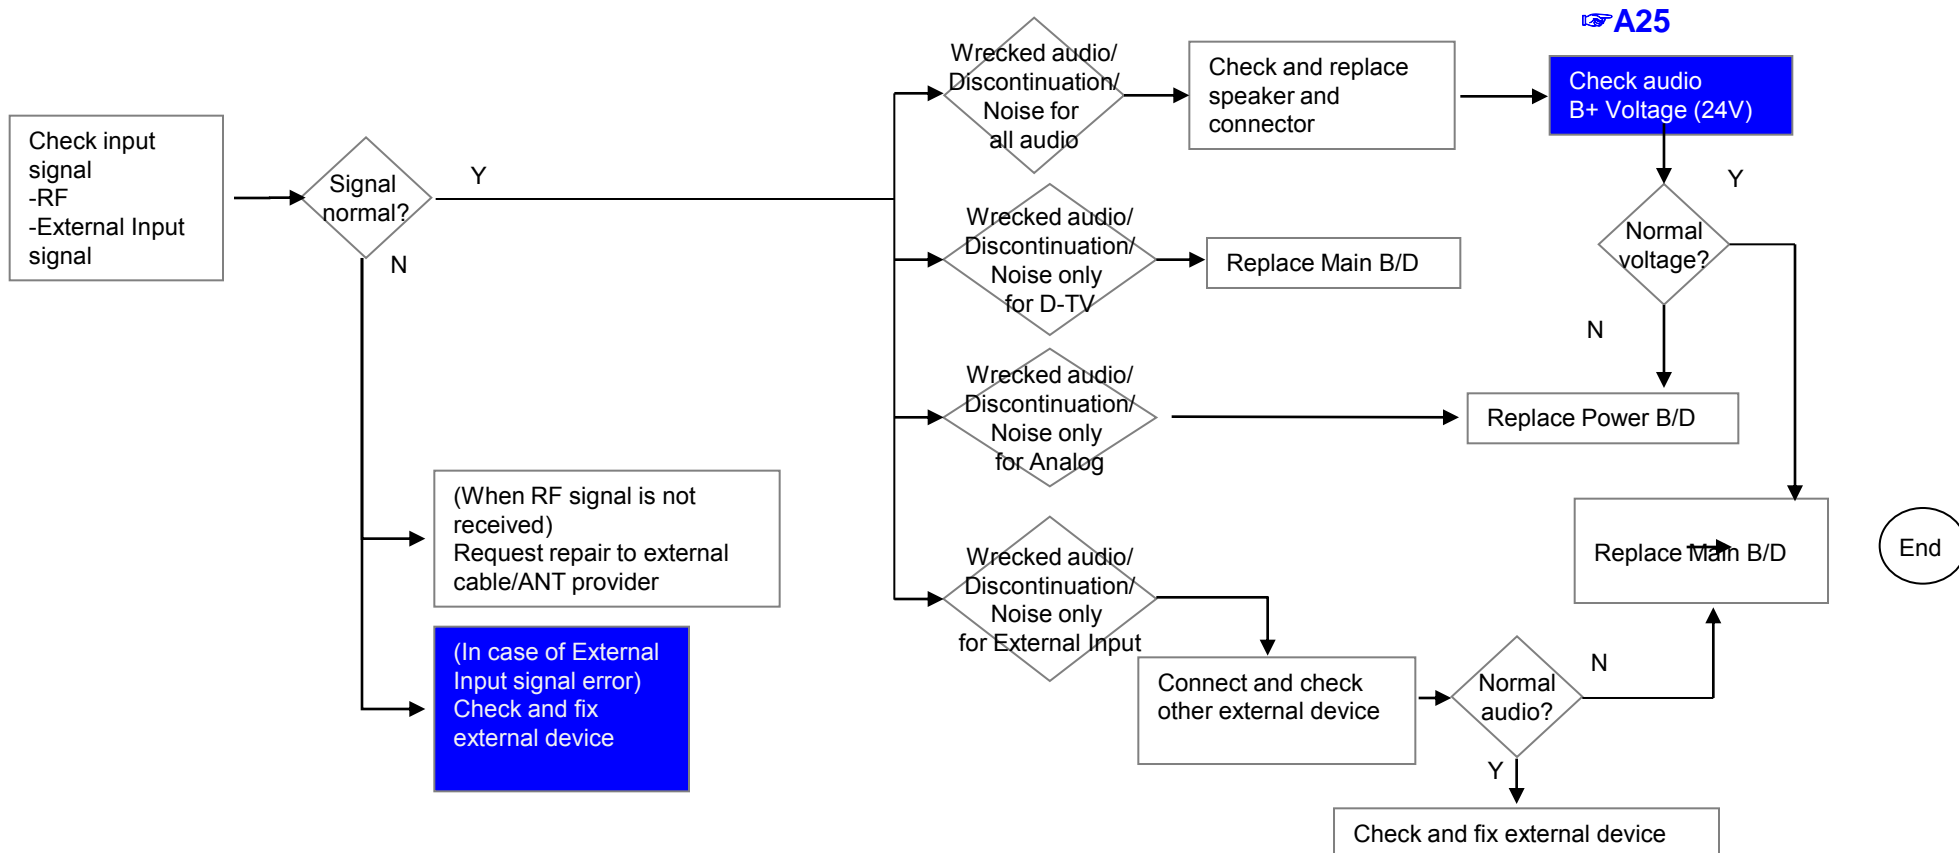 ☞A25
Check input
signal
-RF
-External Input
signal
Signal
normal?
Y
N
(When RF signal is not
received)
Request repair to external
cable/ANT provider
(In case of External
Input signal error)
Check and fix
external device
Wrecked audio/
Discontinuation/
Noise for
all audio
Check and replace
speaker and
connector
Check audio
B+ Voltage (24V)
Y
Normal
voltage?
N
Wrecked audio/
Discontinuation/
Noise only
for D-TV
Replace Main B/D
Wrecked audio/
Discontinuation/
Noise only
for Analog
Replace Power B/D
Wrecked audio/
Discontinuation/
Noise only
for External Input
Connect and check
other external device
Normal
audio?
N
Y
Replace Main B/D
End
Check and fix external device